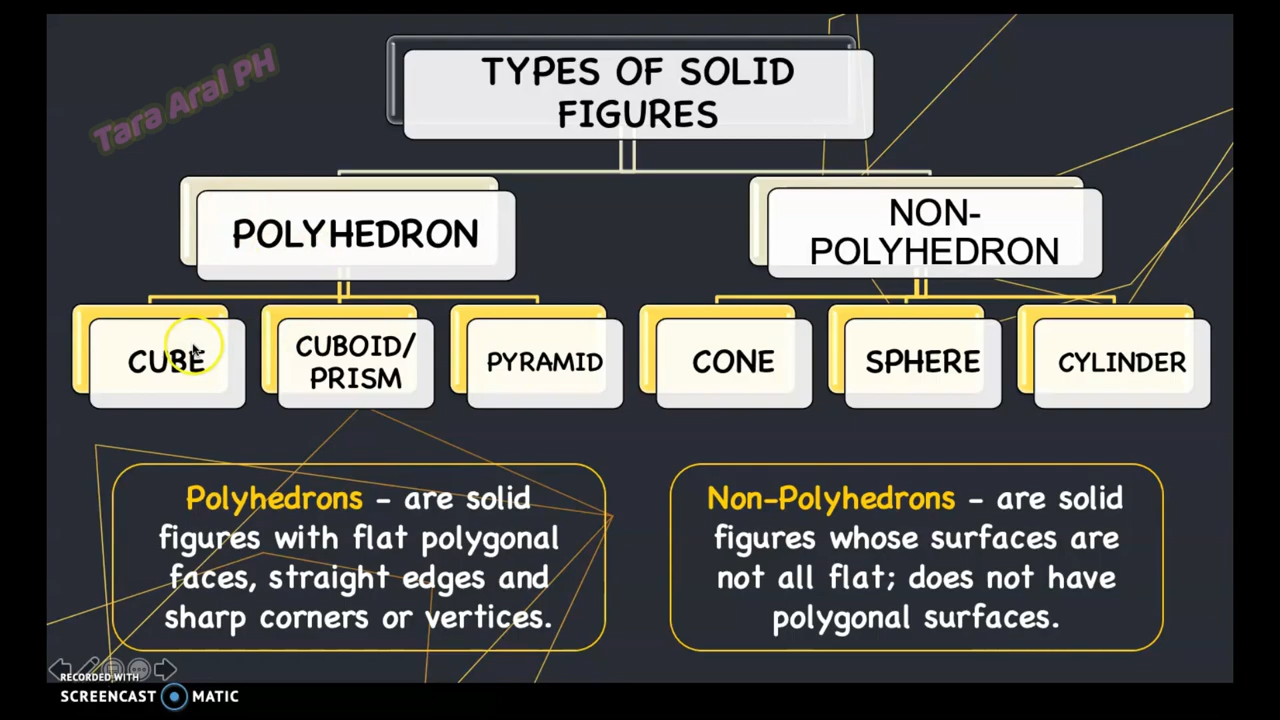 Tara Aral PH
TYPES OF SOLID
FIGURES
POLYHEDRON
NON-
POLYHEDRON
CUBE
CUBOID/
PRISM
PYRAMID
CONE
SPHERE
CYLINDER
Polyhedrons - are solid
figures with flat polygonal
faces, straight edges and
sharp corners or vertices.
Non-Polyhedrons - are solid
figures whose surfaces are
not all flat; does not have
polygonal surfaces.
RECORDED WITH
SCREENCAST MATIC